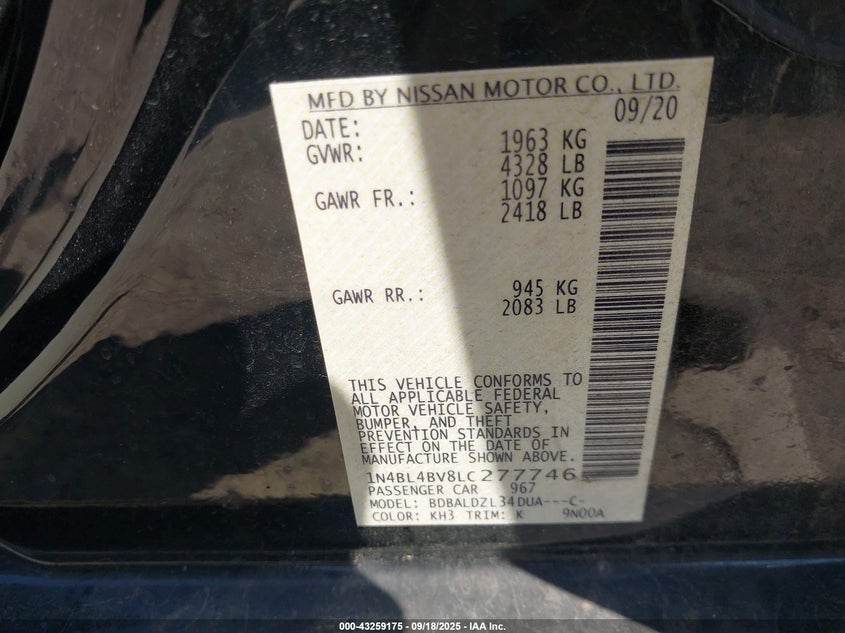 MFD BY NISSAN MOTOR CO., LTD.
DATE: 09/20
GVWR: 1963 KG
4328 LB
GAWR FR.: 1097 KG
2418 LB
GAWR RR.: 945 KG
2083 LB
THIS VEHICLE CONFORMS TO
ALL APPLICABLE FEDERAL
MOTOR VEHICLE SAFETY,
BUMPER, AND THEFT
PREVENTION STANDARDS IN
EFFECT ON THE DATE OF
MANUFACTURE SHOWN ABOVE.
1N4BL4BV8LC277746
PASSENGER CAR 967
MODEL: BDBALDZL34DUA---C-
COLOR: KH3 TRIM: K 9N00A
000-43259175 - 09/18/2025 - IAA Inc.